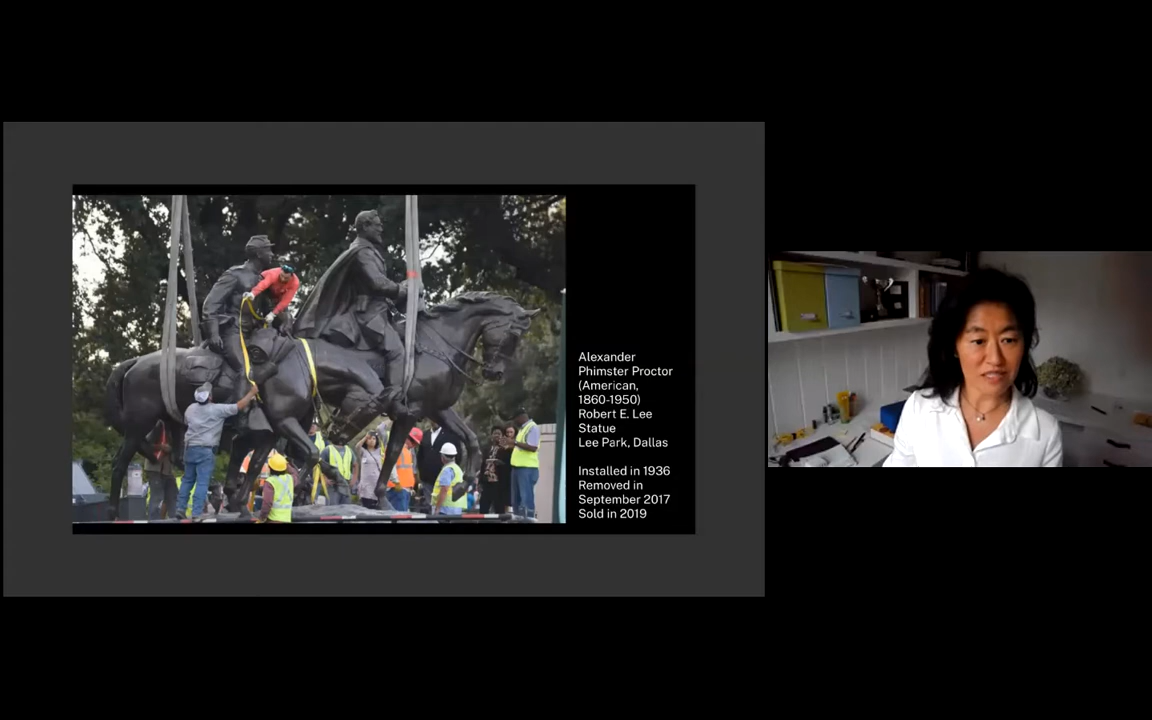 Alexander
Phimster Proctor
(American,
1860-1950)
Robert E. Lee
Statue
Lee Park, Dallas
Installed in 1936
Removed in
September 2017
Sold in 2019